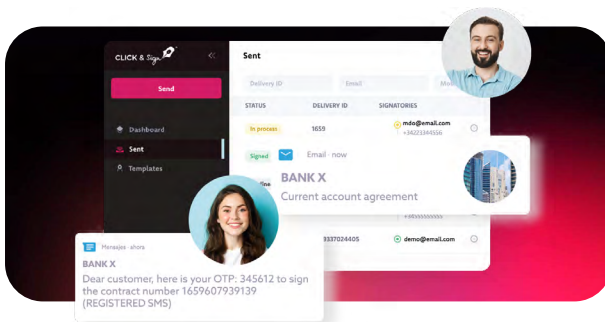 CLICK & Sign
Sent
Send
Delivery ID
Email
STATUS
DELIVERY ID
SIGNATORIES
Dashboard
In process
1659
mdo@email.com
+34223344556
Sent
Signed
Email · now
Templates
BANK X
Current account agreement
9337024405
demo@email.com
Mensajes · ahora
BANK X
Dear customer, here is your OTP: 345612 to sign
the contract number 1659607939139
(REGISTERED SMS)